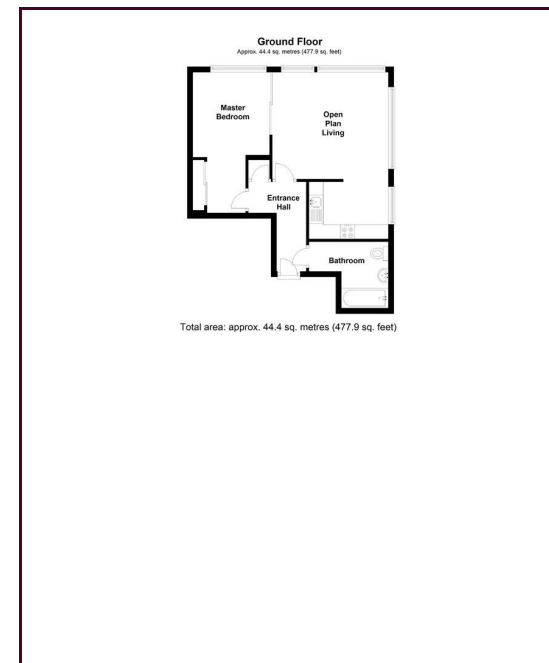 Ground Floor
Approx. 44.4 sq. metres (477.9 sq. feet)
Master
Bedroom
Open
Plan
Living
Entrance
Hall
Bathroom
Total area: approx. 44.4 sq. metres (477.9 sq. feet)